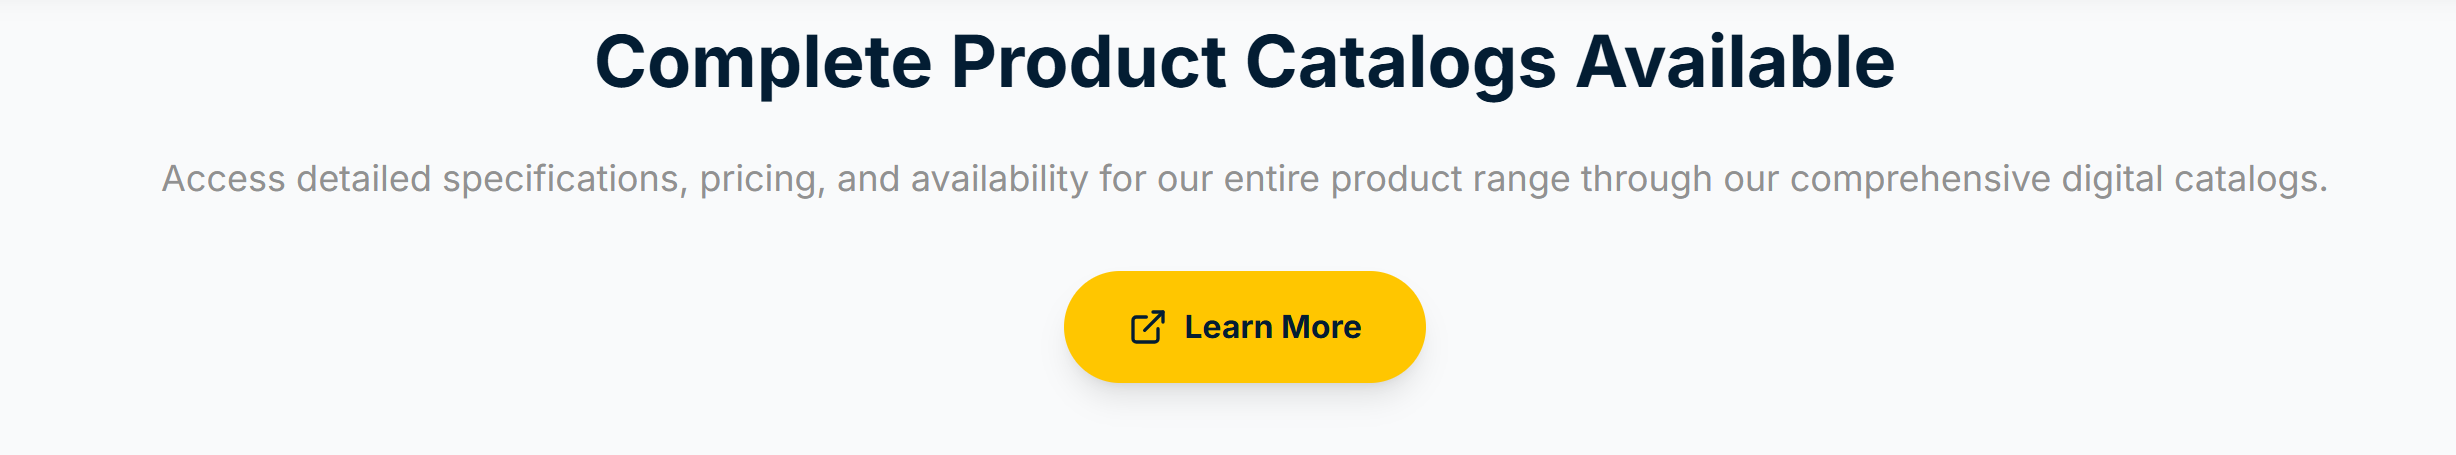 Complete Product Catalogs Available
Access detailed specifications, pricing, and availability for our entire product range through our comprehensive digital catalogs.
Learn More